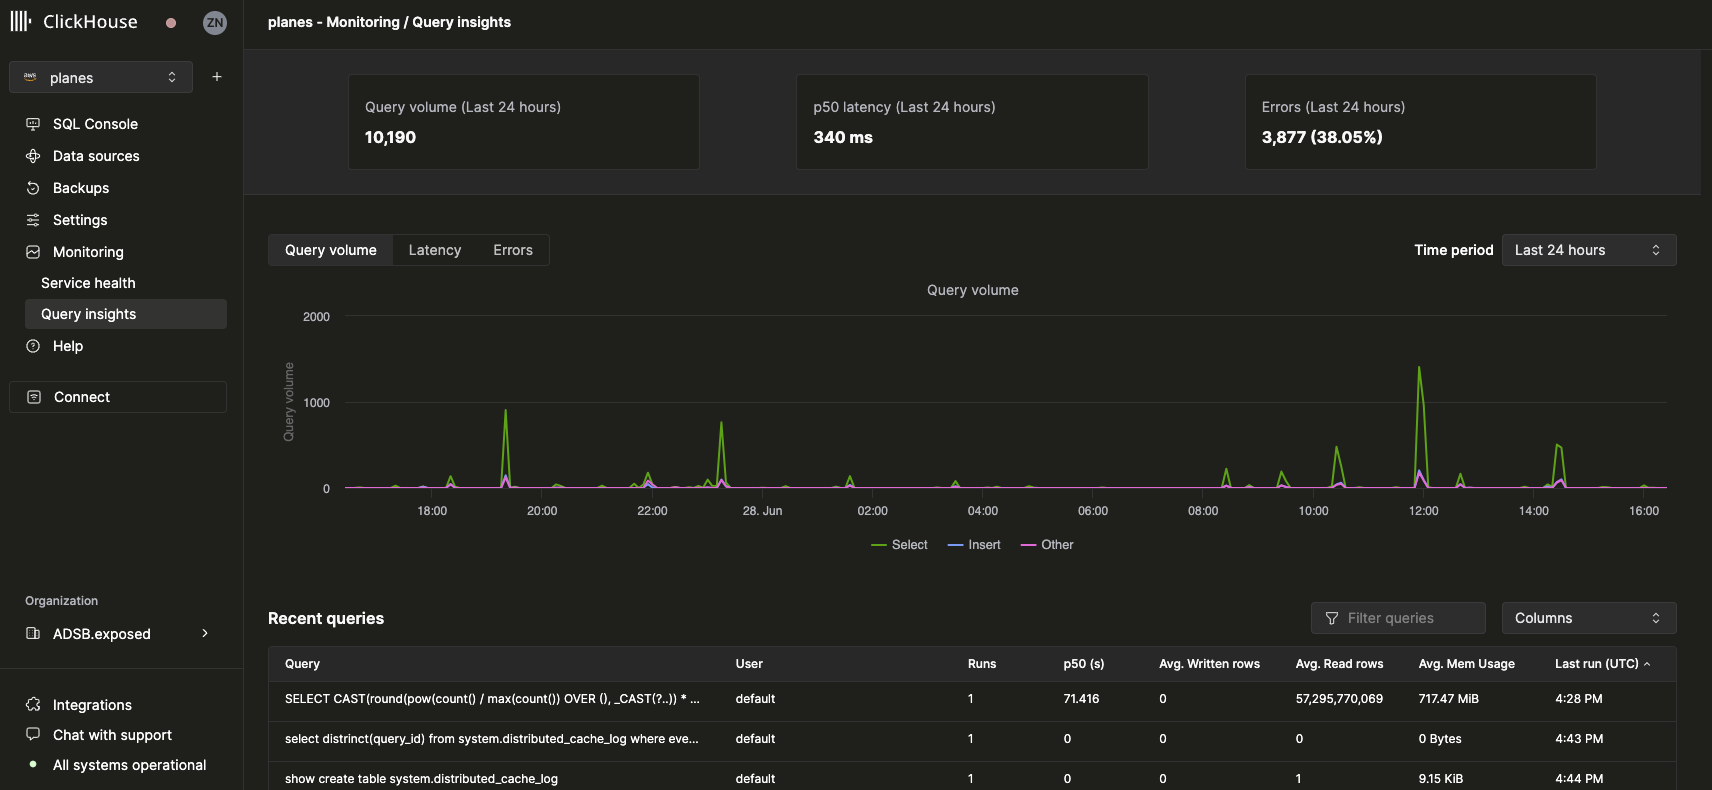 ClickHouse
ZN
planes - Monitoring / Query insights
aws
planes
+
SQL Console
Data sources
Backups
Settings
Monitoring
Service health
Query insights
Help
Connect
Organization
ADSB.exposed
Integrations
Chat with support
All systems operational
Query volume (Last 24 hours)
10,190
p50 latency (Last 24 hours)
340 ms
Errors (Last 24 hours)
3,877 (38.05%)
Query volume Latency Errors
Time period Last 24 hours
Query volume
Query volume
2000
1000
0
18:00 20:00 22:00 28. Jun 02:00 04:00 06:00 08:00 10:00 12:00 14:00 16:00
Select Insert Other
Recent queries
Filter queries
Columns
Query User Runs p50 (s) Avg. Written rows Avg. Read rows Avg. Mem Usage Last run (UTC)
SELECT CAST(round(pow(count() / max(count()) OVER (), _CAST(?..)) * ... default 1 71.416 0 57,295,770,069 717.47 MiB 4:28 PM
select distrinct(query_id) from system.distributed_cache_log where eve... default 1 0 0 0 0 Bytes 4:43 PM
show create table system.distributed_cache_log default 1 0 0 1 9.15 KiB 4:44 PM